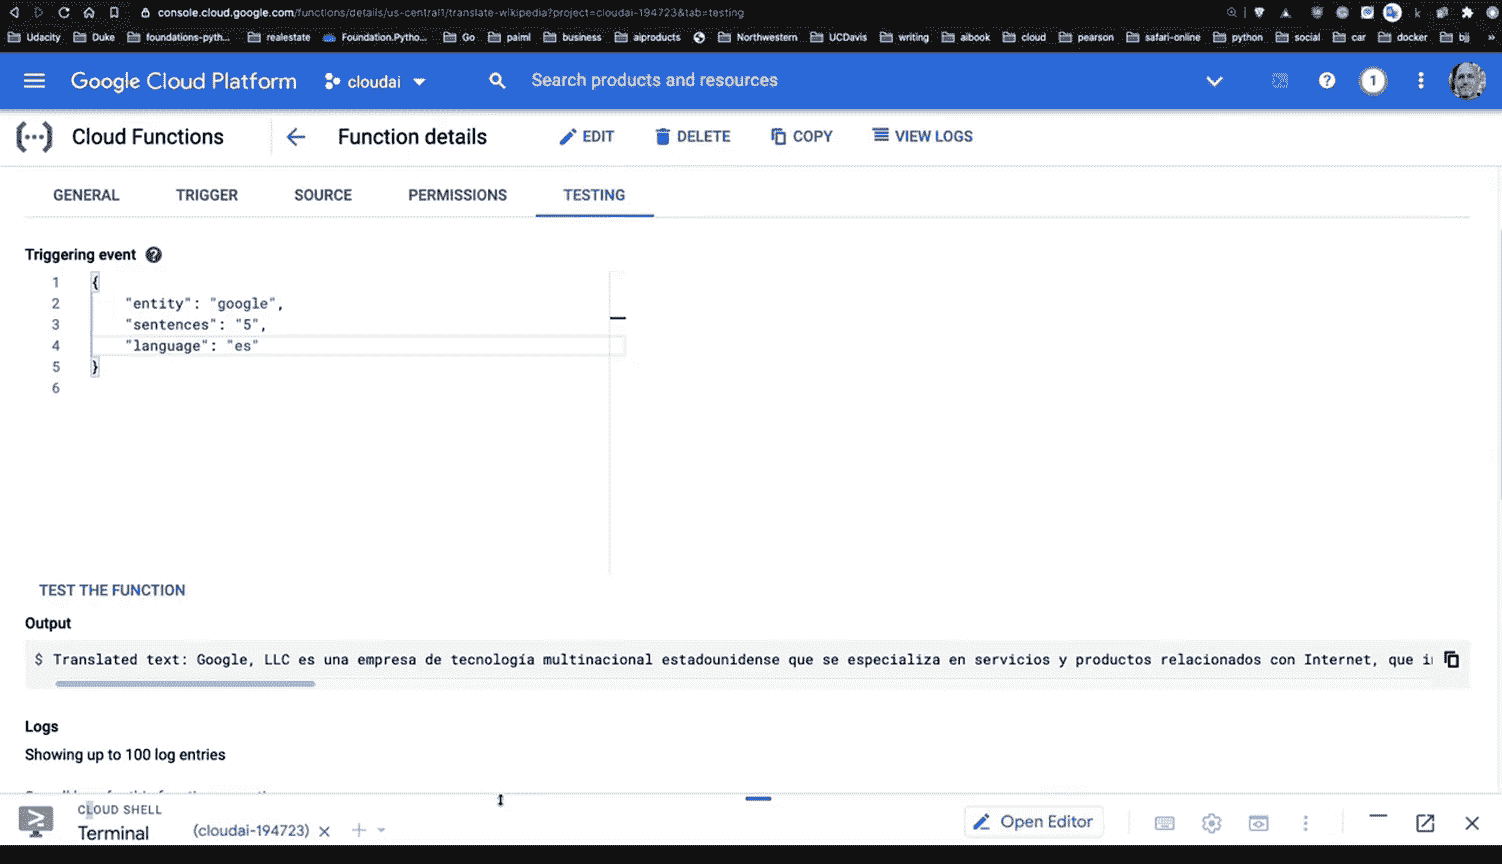 console.cloud.google.com/functions/details/us-central1/translate-wikipedia?project=cloudai-194723&tab=testing
Udacity Duke foundations-pyth... realestate Foundation.Pytho... Go paiml business aiproducts Northwestern UCDavis writing aibook cloud pearson safari-online python social car docker bjj »
Google Cloud Platform cloudai Search products and resources ? 1
Cloud Functions Function details EDIT DELETE COPY VIEW LOGS
GENERAL TRIGGER SOURCE PERMISSIONS TESTING
Triggering event ?
1 {
2 "entity": "google",
3 "sentences": "5",
4 "language": "es"
5 }
6
TEST THE FUNCTION
Output
$ Translated text: Google, LLC es una empresa de tecnología multinacional estadounidense que se especializa en servicios y productos relacionados con Internet, que
Logs
Showing up to 100 log entries
CLOUD SHELL
Terminal (cloudai-194723) Open Editor